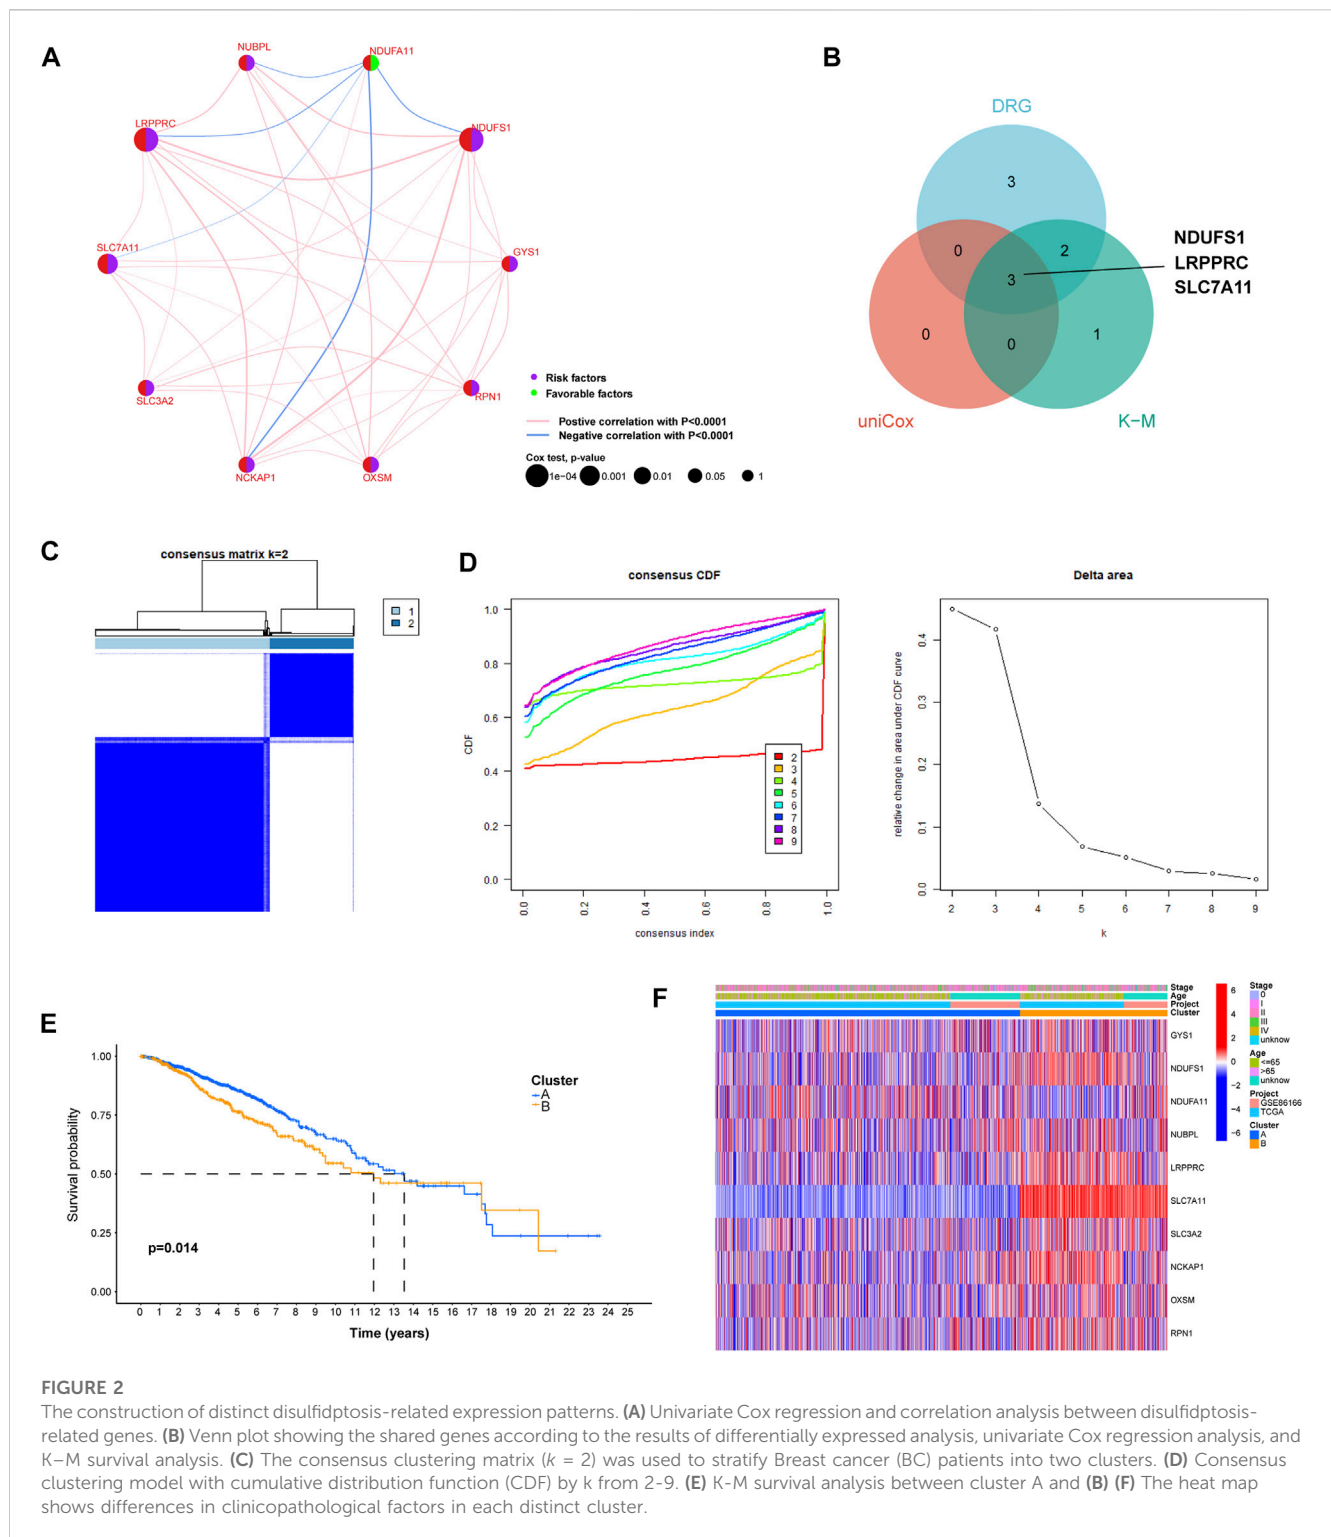 A
NUBPL
NDUFA11
LRPPRC
NDUFS1
SLC7A11
GYS1
SLC3A2
RPN1
NCKAP1
OXSM
Risk factors
Favorable factors
Postive correlation with P<0.0001
Negative correlation with P<0.0001
Cox test, p-value
1e−04 0.001 0.01 0.05 1
B
DRG
3
0
2
3
0
0
1
uniCox
K−M
NDUFS1
LRPPRC
SLC7A11
C
consensus matrix k=2
1
2
D
consensus CDF
CDF
1.0
0.8
0.6
0.4
0.2
0.0
0.0 0.2 0.4 0.6 0.8 1.0
consensus index
2
3
4
5
6
7
8
9
Delta area
relative change in area under CDF curve
0.4
0.3
0.2
0.1
0.0
2 3 4 5 6 7 8 9
k
E
Survival probability
1.00
0.75
0.50
0.25
0.00
Cluster
A
B
p=0.014
0 1 2 3 4 5 6 7 8 9 10 11 12 13 14 15 16 17 18 19 20 21 22 23 24 25
Time (years)
F
Stage
Age
Project
Cluster
GYS1
NDUFS1
NDUFA11
NUBPL
LRPPRC
SLC7A11
SLC3A2
NCKAP1
OXSM
RPN1
6
4
2
0
−2
−4
−6
Stage
0
I
II
III
IV
unknow
Age
<=65
>65
unknow
Project
GSE86166
TCGA
Cluster
A
B
FIGURE 2
The construction of distinct disulfidptosis-related expression patterns. (A) Univariate Cox regression and correlation analysis between disulfidptosis-
related genes. (B) Venn plot showing the shared genes according to the results of differentially expressed analysis, univariate Cox regression analysis, and
K–M survival analysis. (C) The consensus clustering matrix (k = 2) was used to stratify Breast cancer (BC) patients into two clusters. (D) Consensus
clustering model with cumulative distribution function (CDF) by k from 2-9. (E) K-M survival analysis between cluster A and (B) (F) The heat map
shows differences in clinicopathological factors in each distinct cluster.